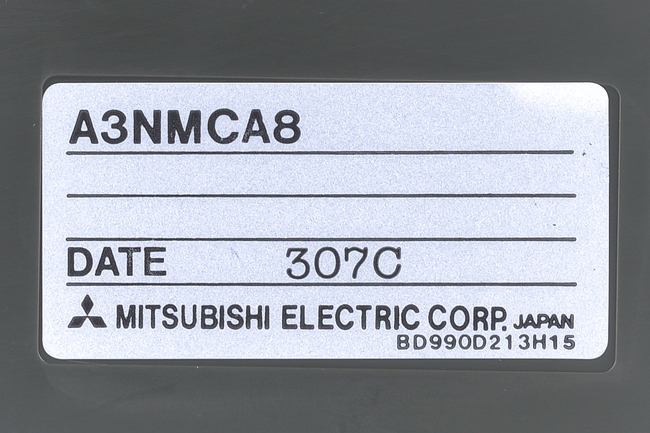 A3NMCA8
DATE 307C
MITSUBISHI ELECTRIC CORP. JAPAN
BD990D213H15